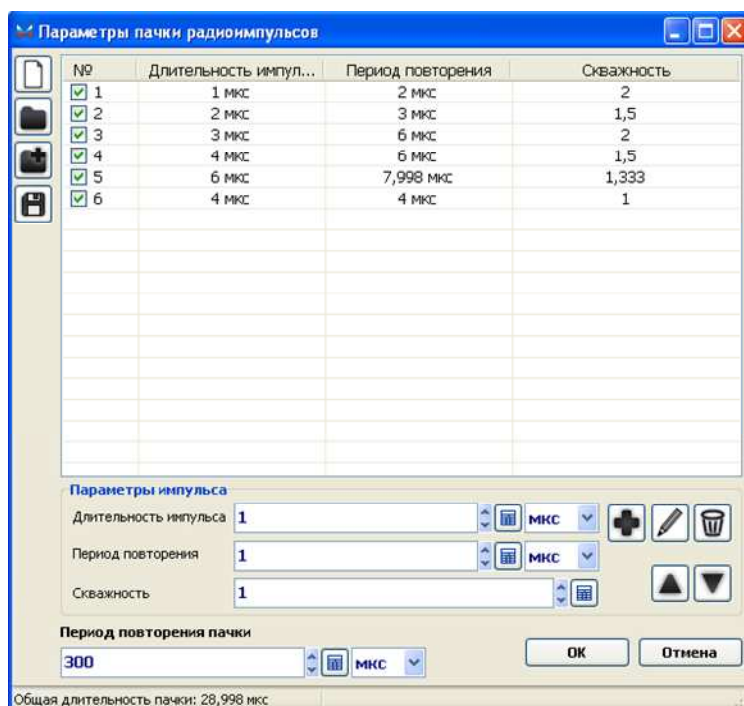 Параметры пачки радиоимпульсов
№ Длительность импул... Период повторения Скважность
1 1 мкс 2 мкс 2
2 2 мкс 3 мкс 1,5
3 3 мкс 6 мкс 2
4 4 мкс 6 мкс 1,5
5 6 мкс 7,998 мкс 1,333
6 4 мкс 4 мкс 1
Параметры импульса
Длительность импульса 1 мкс
Период повторения 1 мкс
Скважность 1
Период повторения пачки
300 мкс OK Отмена
Общая длительность пачки: 28,998 мкс